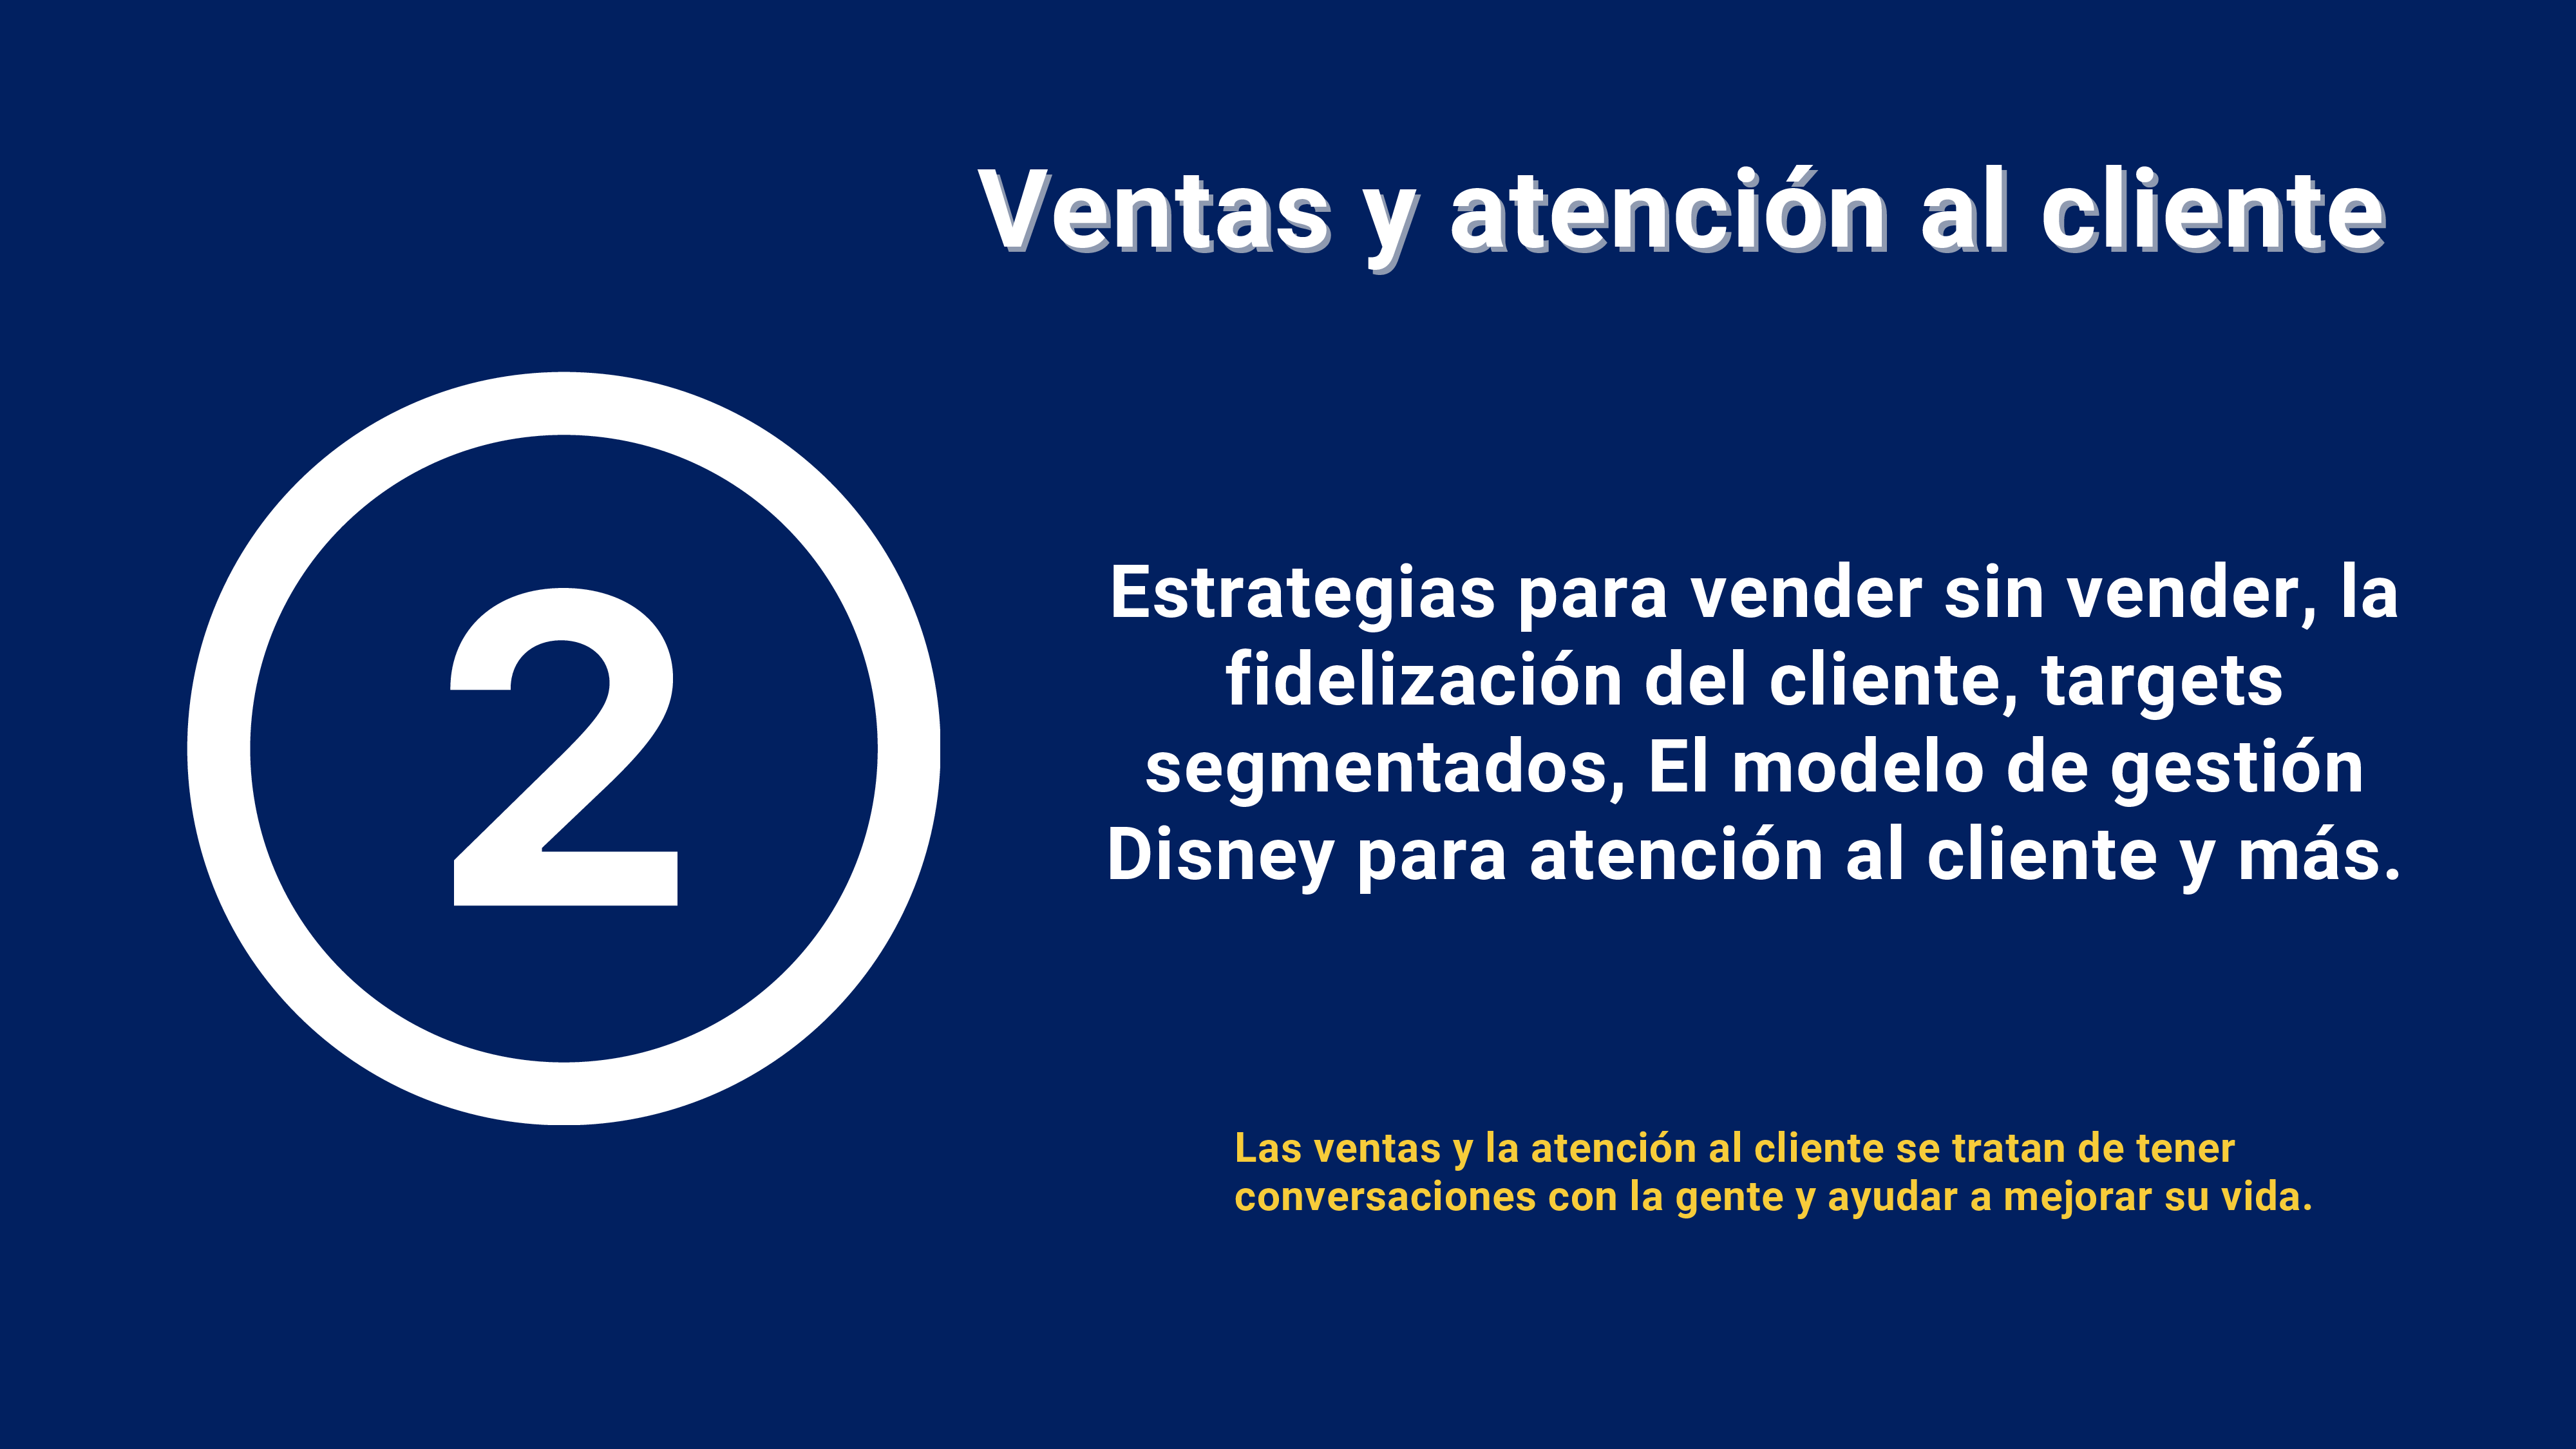 Ventas y atención al cliente
2
Estrategias para vender sin vender, la
fidelización del cliente, targets
segmentados, El modelo de gestión
Disney para atención al cliente y más.
Las ventas y la atención al cliente se tratan de tener
conversaciones con la gente y ayudar a mejorar su vida.